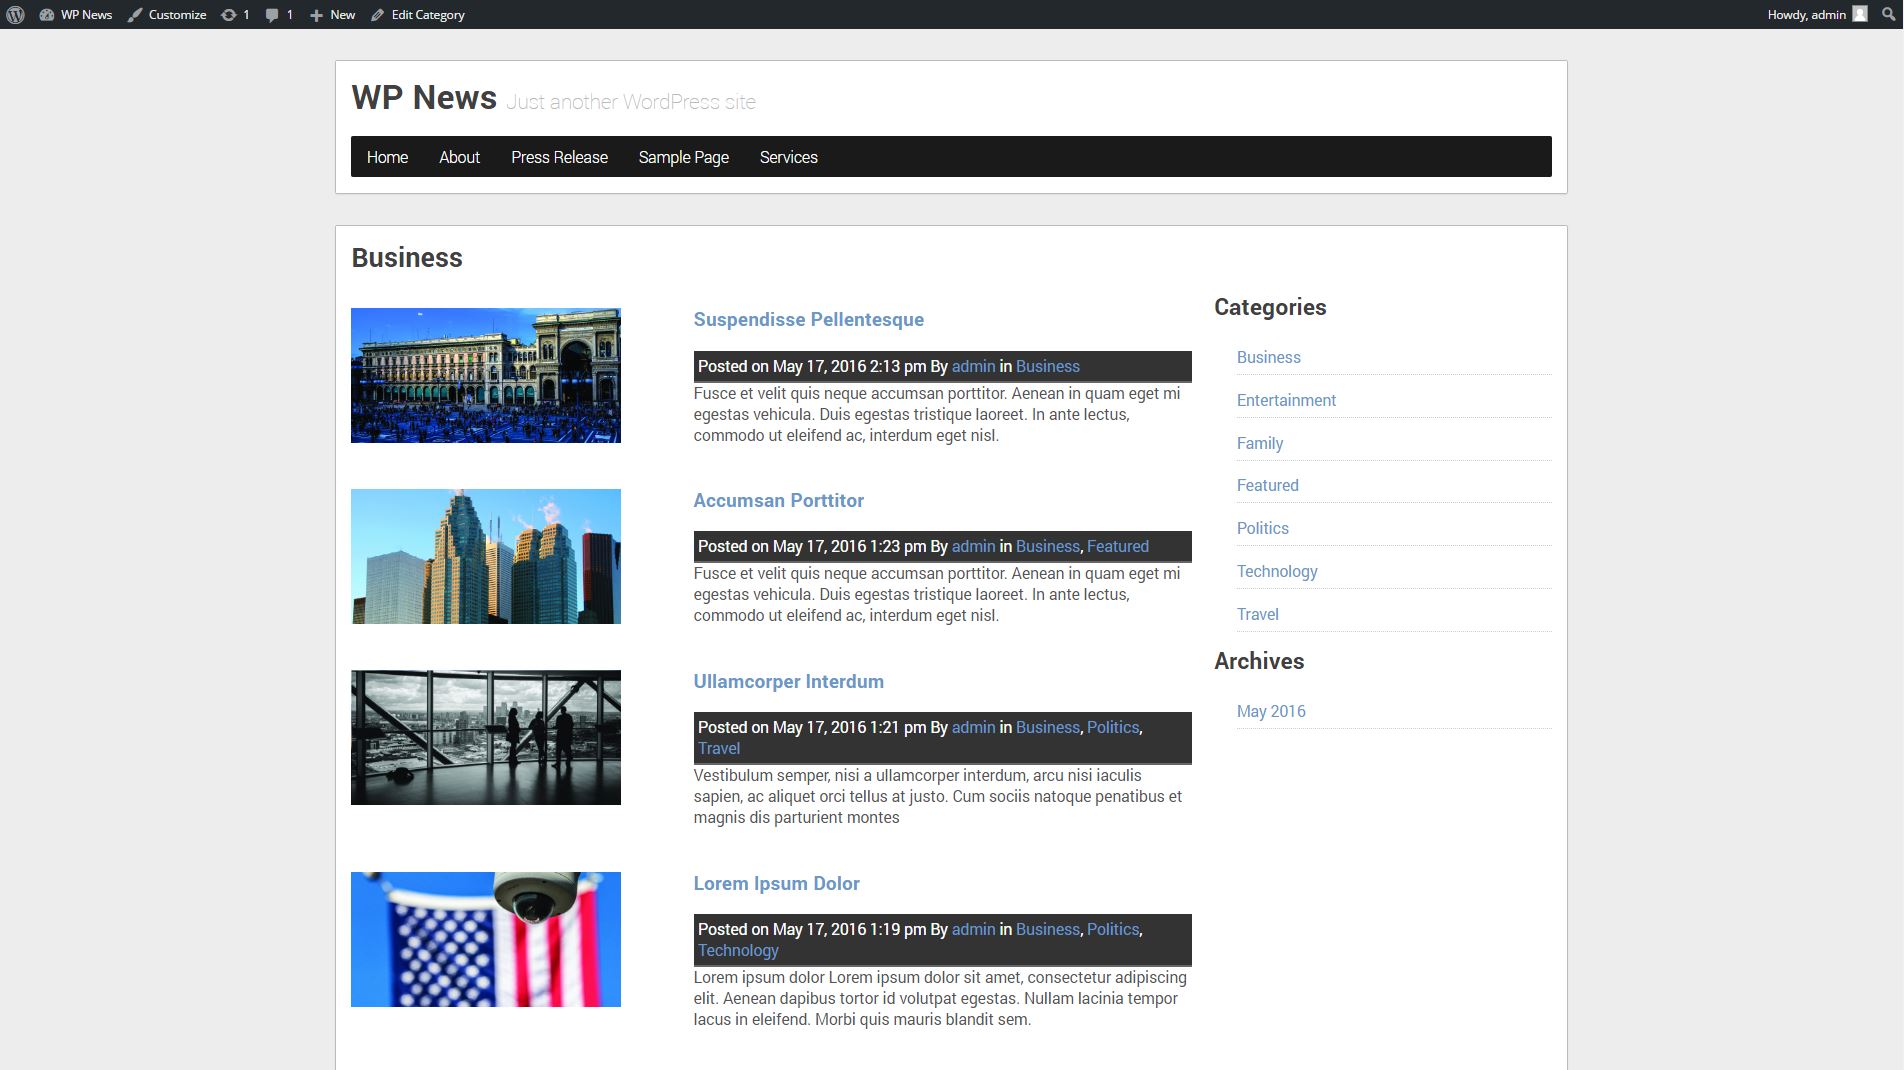 WP News Customize 1 1 New Edit Category Howdy, admin
WP News Just another WordPress site
Home About Press Release Sample Page Services
Business
Suspendisse Pellentesque
Posted on May 17, 2016 2:13 pm By admin in Business
Fusce et velit quis neque accumsan porttitor. Aenean in quam eget mi
egestas vehicula. Duis egestas tristique laoreet. In ante lectus,
commodo ut eleifend ac, interdum eget nisl.
Accumsan Porttitor
Posted on May 17, 2016 1:23 pm By admin in Business, Featured
Fusce et velit quis neque accumsan porttitor. Aenean in quam eget mi
egestas vehicula. Duis egestas tristique laoreet. In ante lectus,
commodo ut eleifend ac, interdum eget nisl.
Ullamcorper Interdum
Posted on May 17, 2016 1:21 pm By admin in Business, Politics,
Travel
Vestibulum semper, nisi a ullamcorper interdum, arcu nisi iaculis
sapien, ac aliquet orci tellus at justo. Cum sociis natoque penatibus et
magnis dis parturient montes
Lorem Ipsum Dolor
Posted on May 17, 2016 1:19 pm By admin in Business, Politics,
Technology
Lorem ipsum dolor Lorem ipsum dolor sit amet, consectetur adipiscing
elit. Aenean dapibus tortor id volutpat egestas. Nullam lacinia tempor
lacus in eleifend. Morbi quis mauris blandit sem.
Categories
Business
Entertainment
Family
Featured
Politics
Technology
Travel
Archives
May 2016